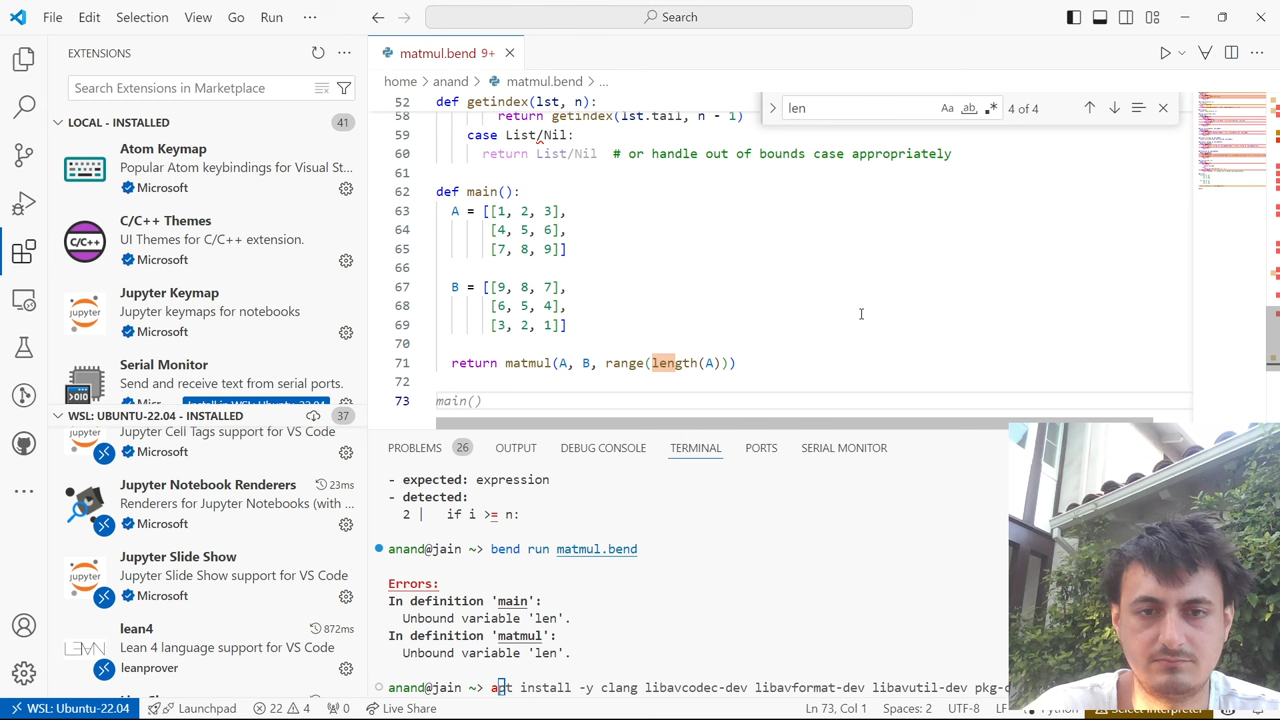 File Edit Selection View Go Run ··· Search
EXTENSIONS
Search Extensions in Marketplace
LOCAL - INSTALLED 41
Atom Keymap
Popular Atom keybindings for Visual S
Microsoft
C/C++ Themes
UI Themes for C/C++ extension.
Microsoft
Jupyter Keymap
Jupyter keymaps for notebooks
Microsoft
Serial Monitor
Send and receive text from serial ports.
WSL: UBUNTU-22.04 - INSTALLED 37
Jupyter Cell Tags support for VS Code
Microsoft
Jupyter Notebook Renderers 23ms
Renderers for Jupyter Notebooks (with ...
Microsoft
Jupyter Slide Show
Jupyter Slide Show support for VS Code
Microsoft
lean4 872ms
Lean 4 language support for VS Code
leanprover
matmul.bend 9+
home > anand > matmul.bend > ...
len ab 4 of 4
52 def getindex(lst, n):
58 return getindex(lst.tail, n - 1)
59 case List/Nil:
60 return List/Nil # or handle out of
61
62 def main():
63 A = [[1, 2, 3],
64 [4, 5, 6],
65 [7, 8, 9]]
66
67 B = [[9, 8, 7],
68 [6, 5, 4],
69 [3, 2, 1]]
70
71 return matmul(A, B, range(length(A)))
72
73 main()
PROBLEMS 26 OUTPUT DEBUG CONSOLE TERMINAL PORTS SERIAL MONITOR
- expected: expression
- detected:
2 | if i >= n:
anand@jain ~> bend run matmul.bend
Errors:
In definition 'main':
Unbound variable 'len'.
In definition 'matmul':
Unbound variable 'len'.
anand@jain ~> apt install -y clang libavcodec-dev libavformat-dev libavutil-dev
WSL: Ubuntu-22.04 Launchpad 22 4 0 Live Share Ln 73, Col 1 Spaces: 2 UTF-8